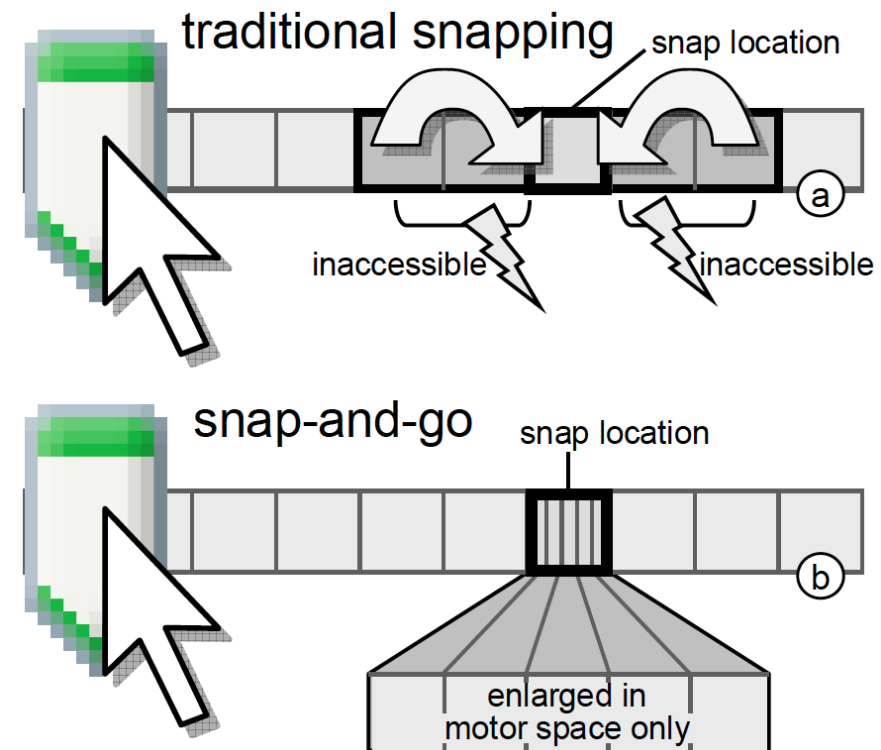 traditional snapping
snap location
a
inaccessible
inaccessible
snap-and-go
snap location
b
enlarged in
motor space only